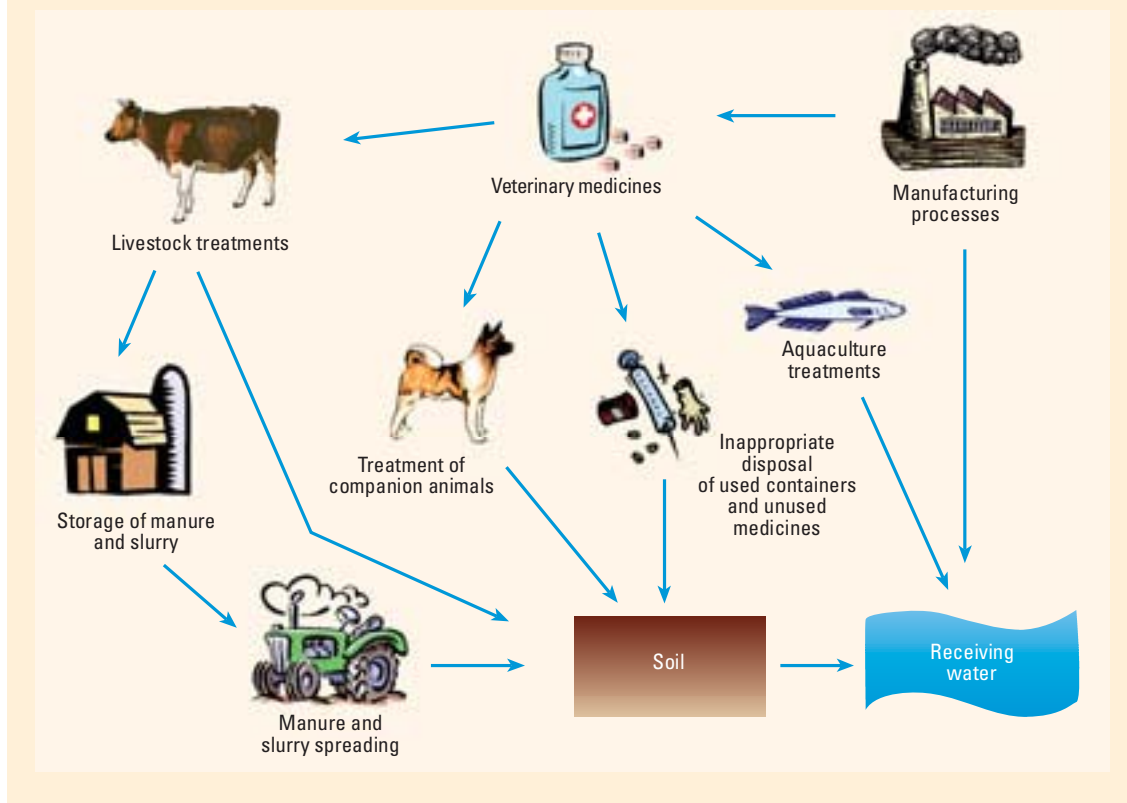 Veterinary medicines
Manufacturing
processes
Livestock treatments
Aquaculture
treatments
Treatment of
companion animals
Inappropriate
disposal
of used containers
and unused
medicines
Storage of manure
and slurry
Manure and
slurry spreading
Soil
Receiving
water